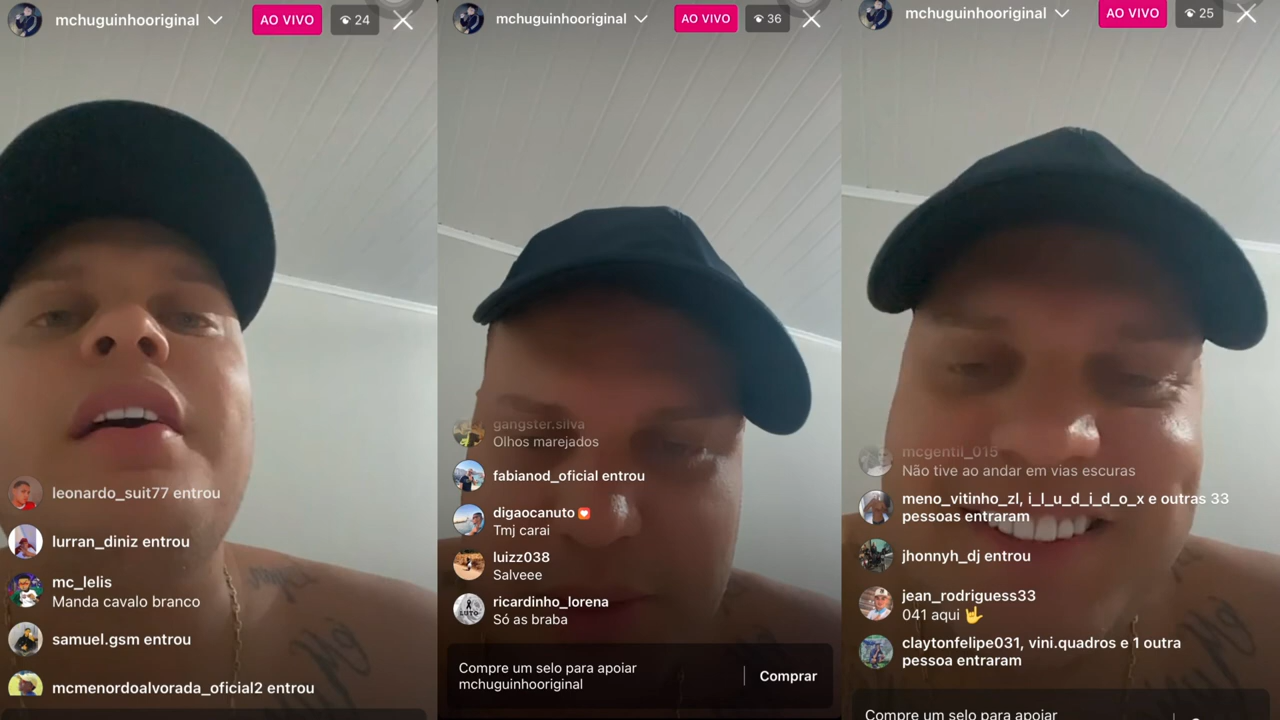 mchuguinhooriginal
AO VIVO
24
leonardo_suit77 entrou
lurran_diniz entrou
mc_lelis
Manda cavalo branco
samuel.gsm entrou
mcmenordoalvorada_oficial2 entrou
mchuguinhooriginal
AO VIVO
36
gangster.silva
Olhos marejados
fabianod_oficial entrou
digaocanuto
Tmj carai
luizz038
Salveee
ricardinho_lorena
Só as braba
Compre um selo para apoiar
mchuguinhooriginal
Comprar
mchuguinhooriginal
AO VIVO
25
mcgentil_015
Não tive ao andar em vias escuras
meno_vitinho_zl, i_l_u_d_i_d_o_x e outras 33
pessoas entraram
jhonnyh_dj entrou
jean_rodriguess33
041 aqui 🤟
claytonfelipe031, vini.quadros e 1 outra
pessoa entraram
Compre um selo para apoiar